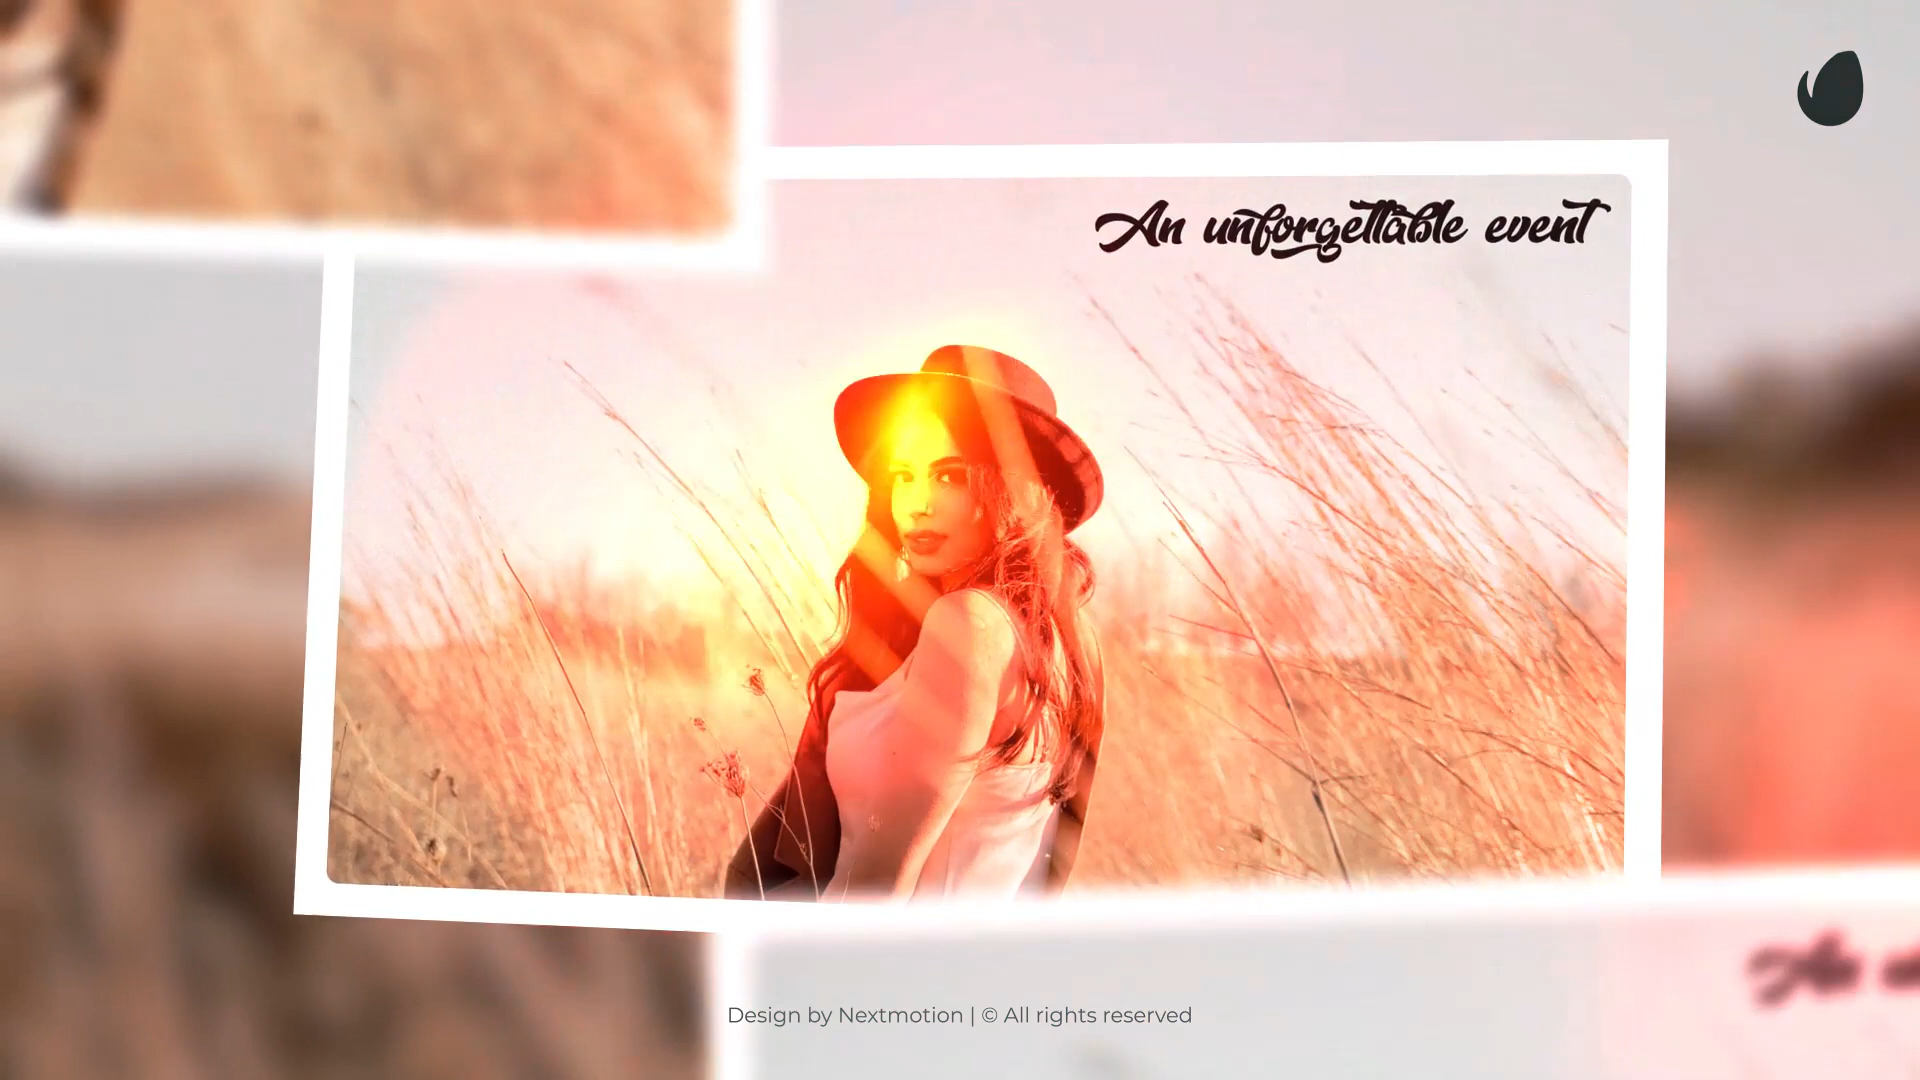 An unforgettable event
Design by Nextmotion | © All rights reserved